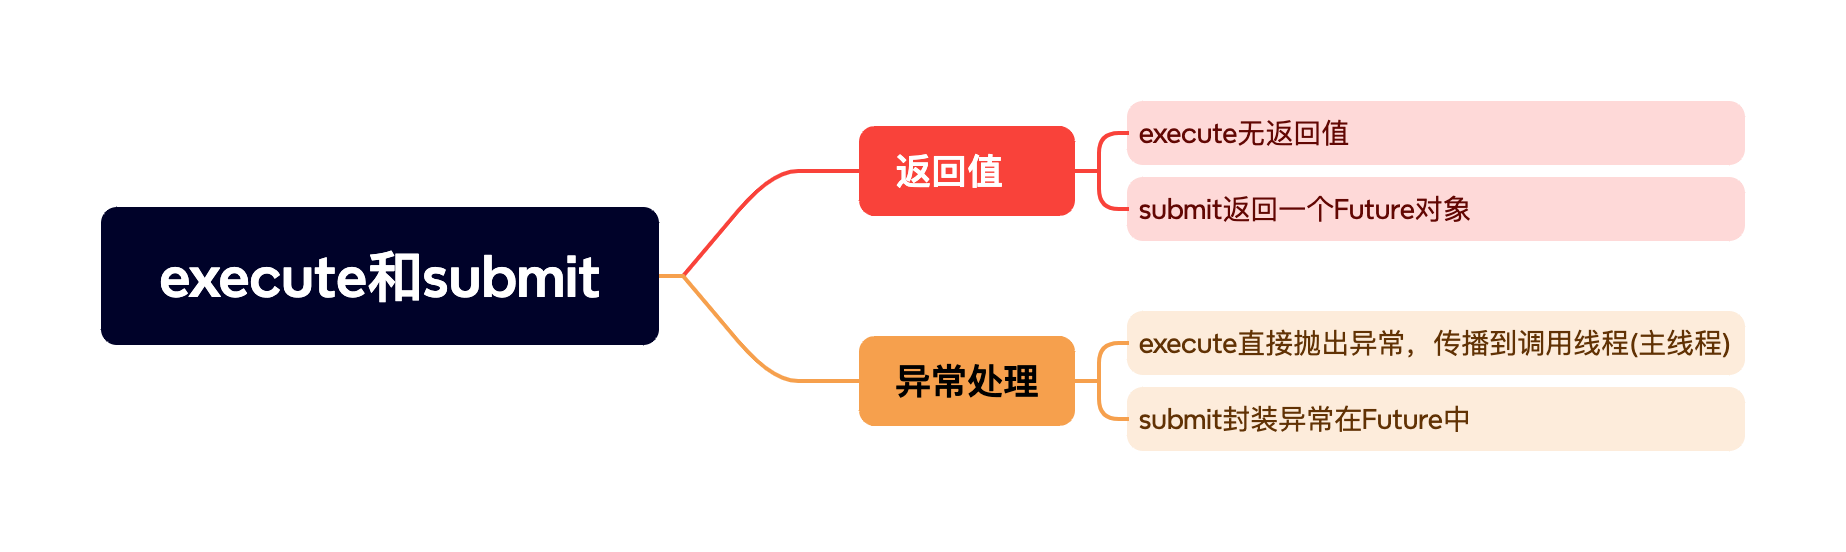 execute和submit
返回值
execute无返回值
submit返回一个Future对象
异常处理
execute直接抛出异常，传播到调用线程(主线程)
submit封装异常在Future中